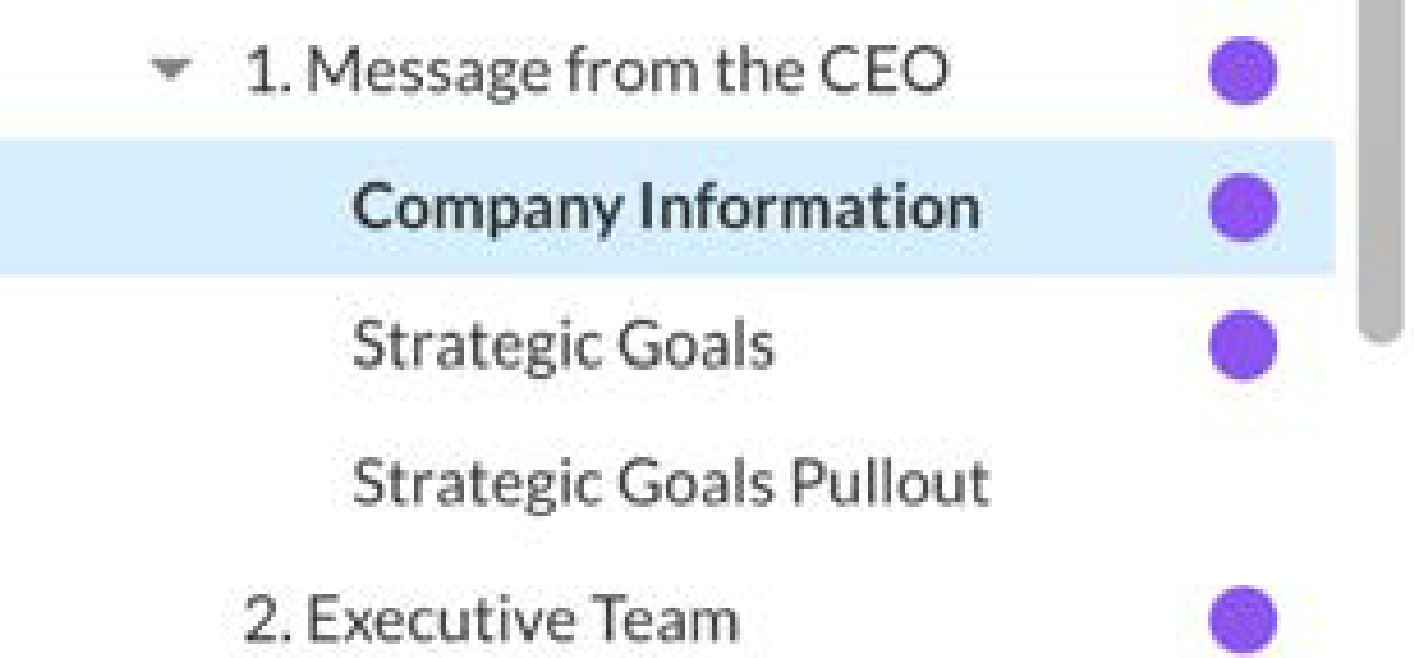 1. Message from the CEO
Company Information
Strategic Goals
Strategic Goals Pullout
2. Executive Team